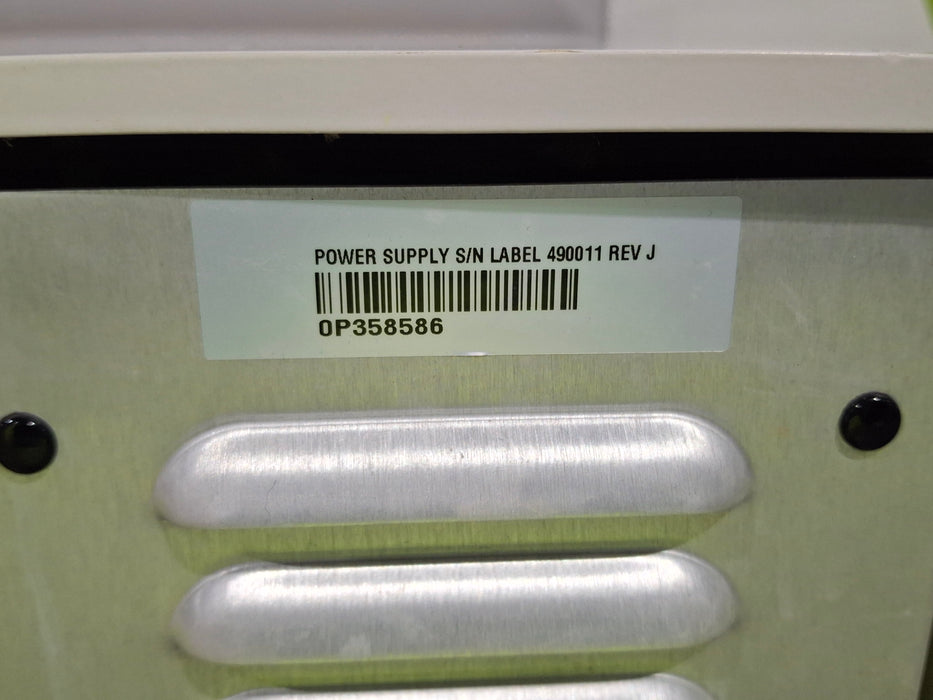 POWER SUPPLY S/N LABEL 490011 REV J
0P358586